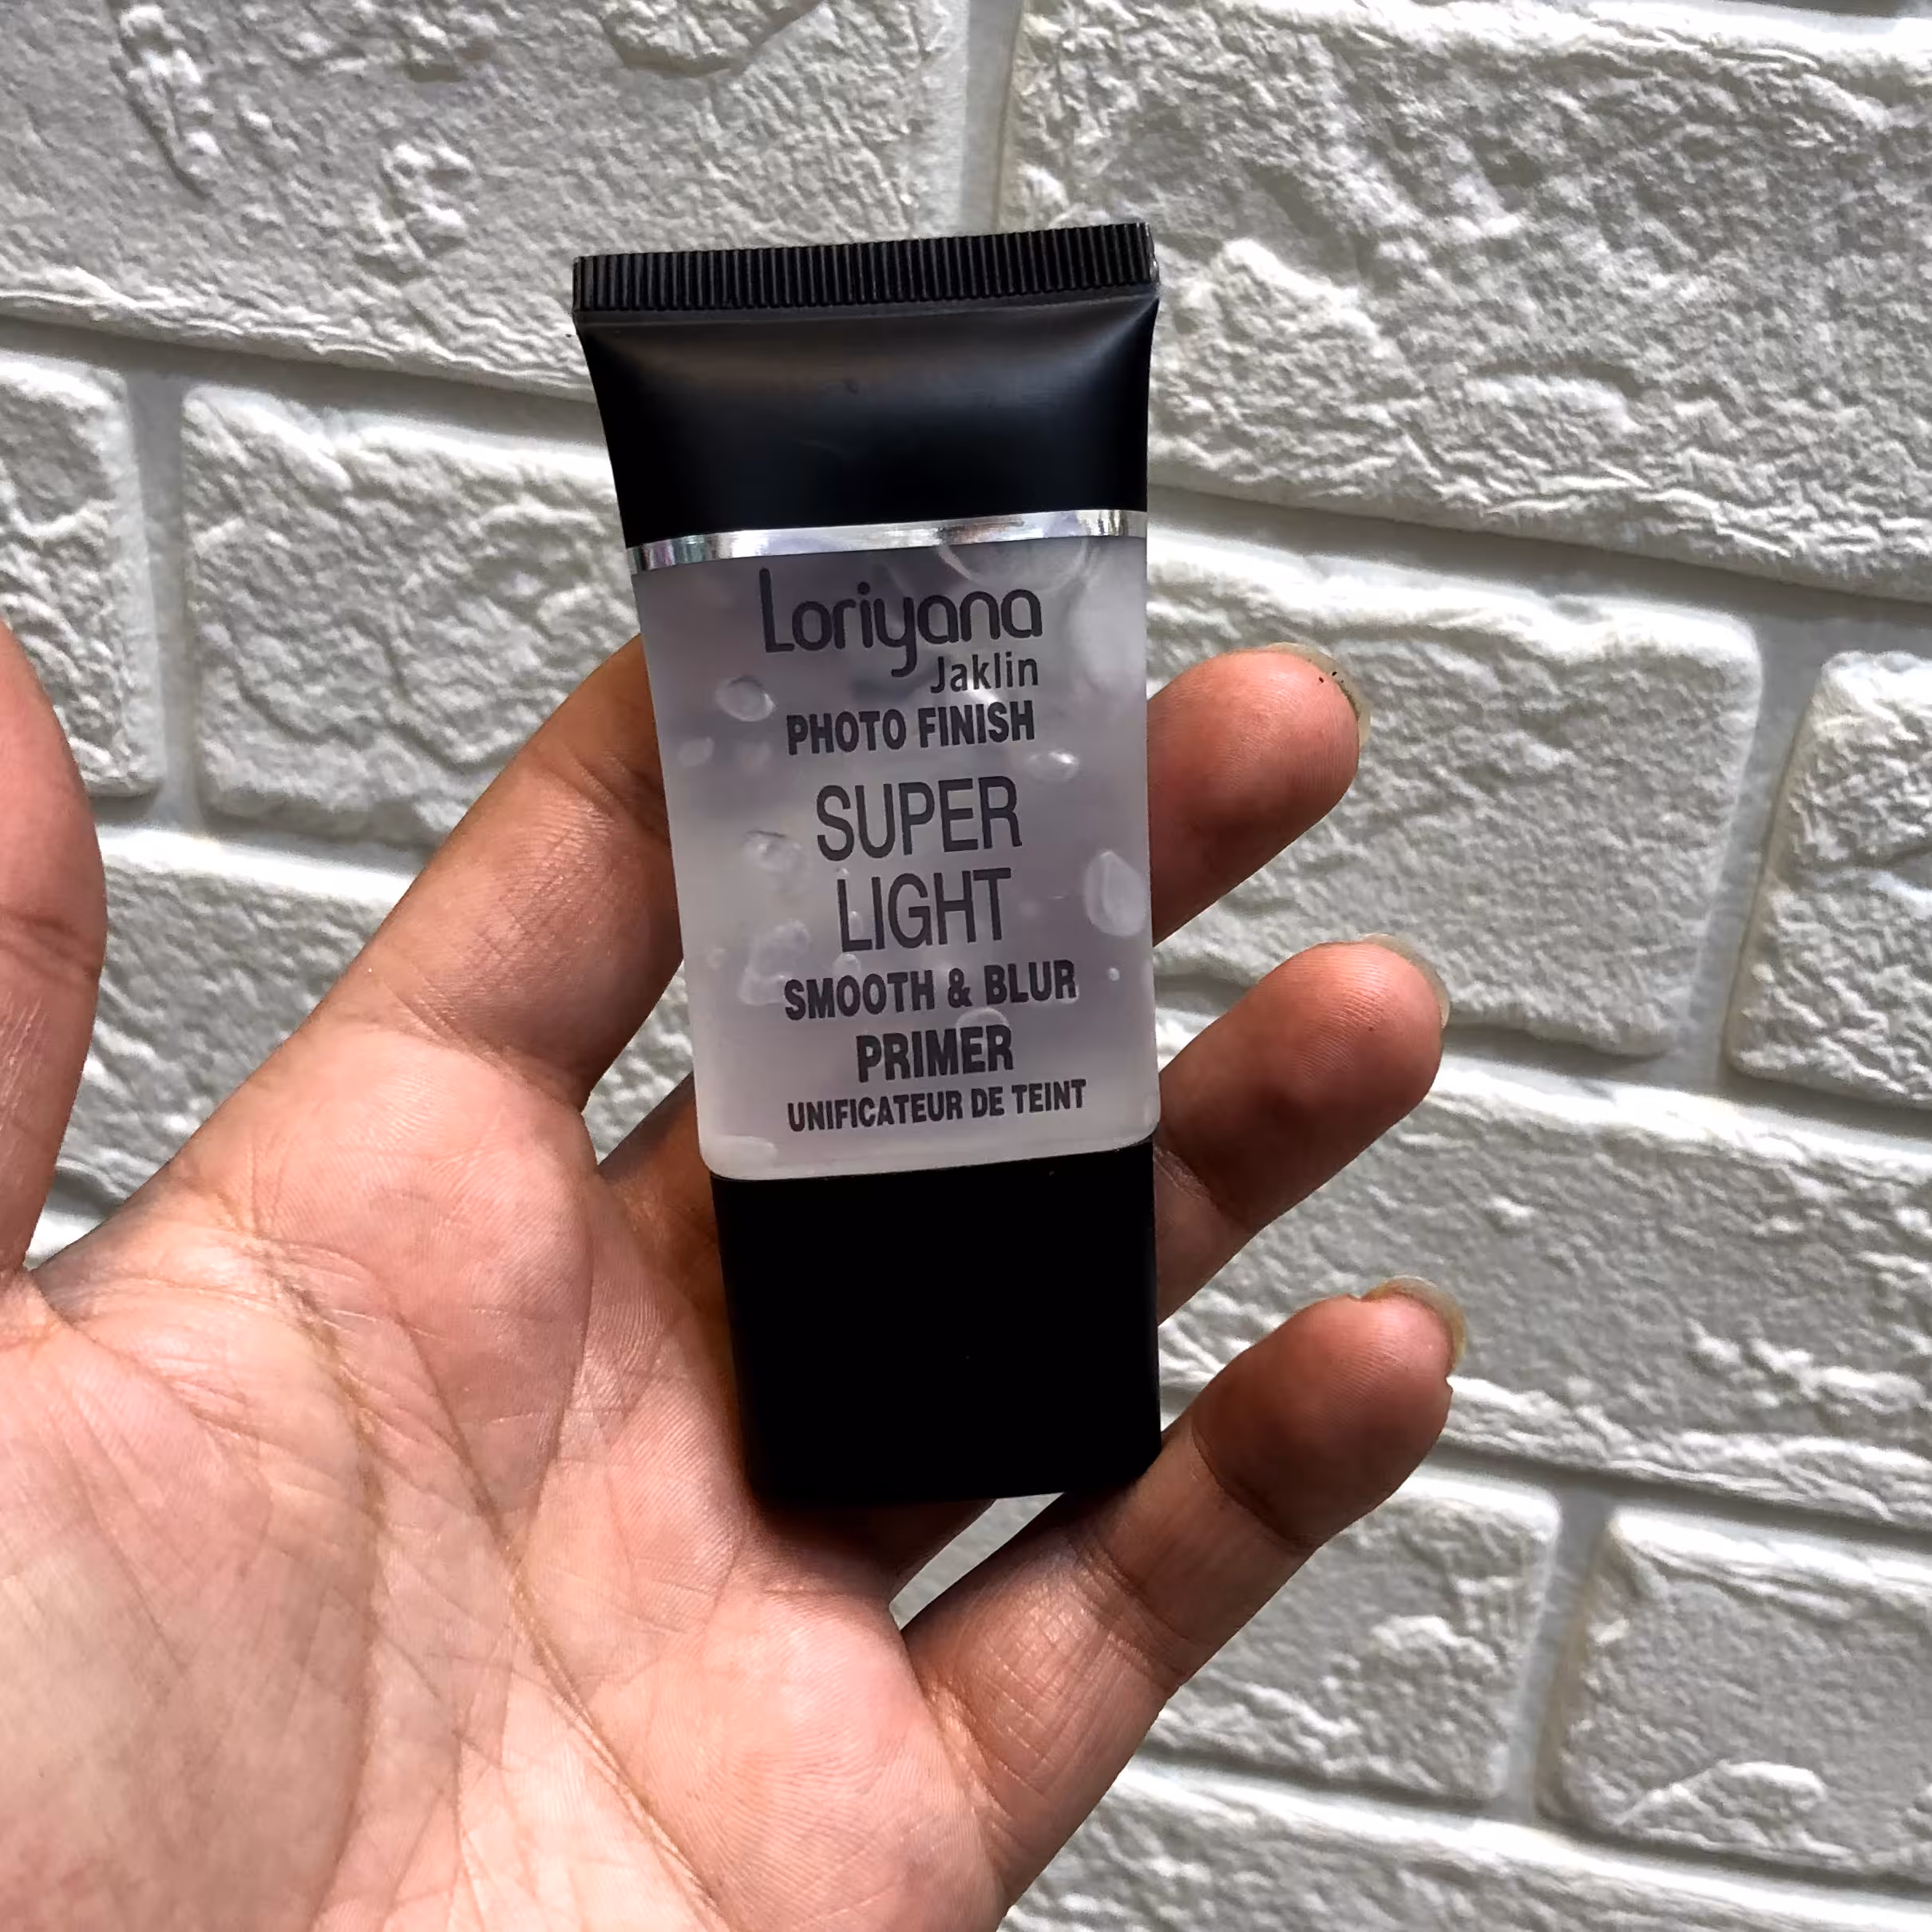 Loriyana
Jaklin
PHOTO FINISH
SUPER
LIGHT
SMOOTH & BLUR
PRIMER
UNIFICATEUR DE TEINT